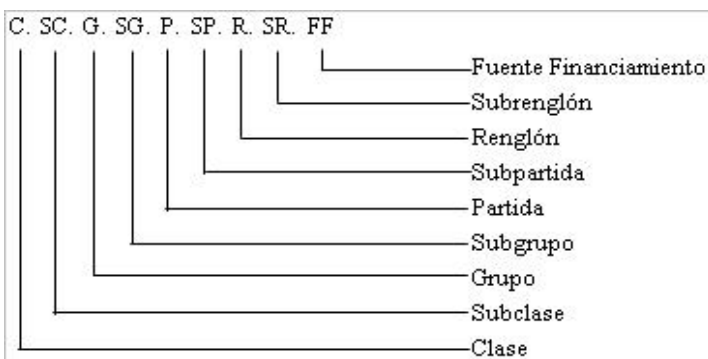 C. SC. G. SG. P. SP. R. SR. FF
Fuente Financiamiento
Subrenglón
Renglón
Subpartida
Partida
Subgrupo
Grupo
Subclase
Clase